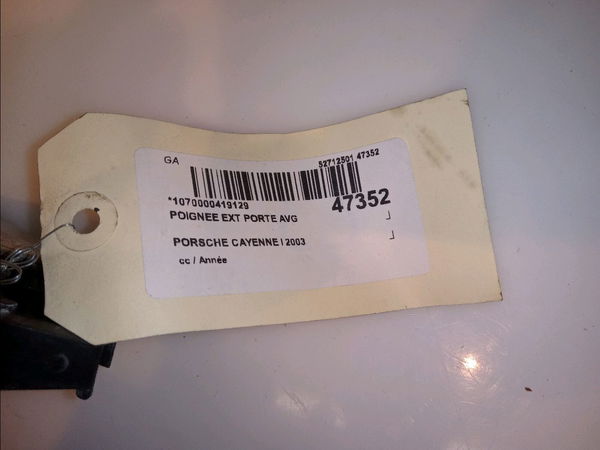 GA
52712501 47352
*1070000419129
47352
POIGNEE EXT PORTE AVG
PORSCHE CAYENNE I 2003
cc / Année